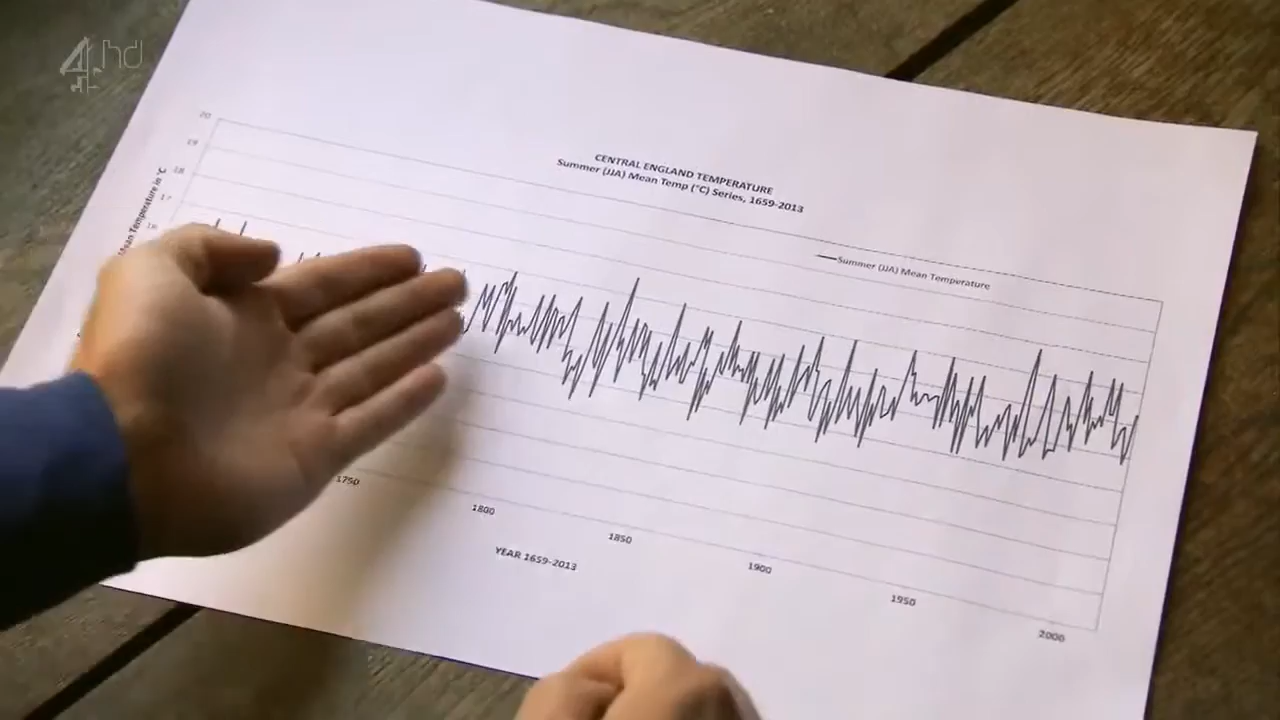 4 hd
CENTRAL ENGLAND TEMPERATURE
Summer (JJA) Mean Temp (°C) Series, 1659-2013
Summer (JJA) Mean Temperature
20
19
18
17
16
Mean Temperature in °C
1750
1800
1850
1900
1950
2000
YEAR 1659-2013